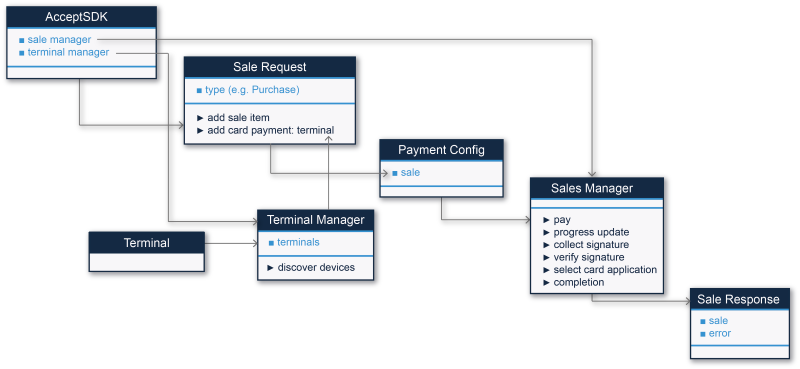 AcceptSDK
■ sale manager
■ terminal manager
Sale Request
■ type (e.g. Purchase)
► add sale item
► add card payment: terminal
Payment Config
■ sale
Sales Manager
► pay
► progress update
► collect signature
► verify signature
► select card application
► completion
Terminal Manager
■ terminals
► discover devices
Terminal
Sale Response
■ sale
■ error